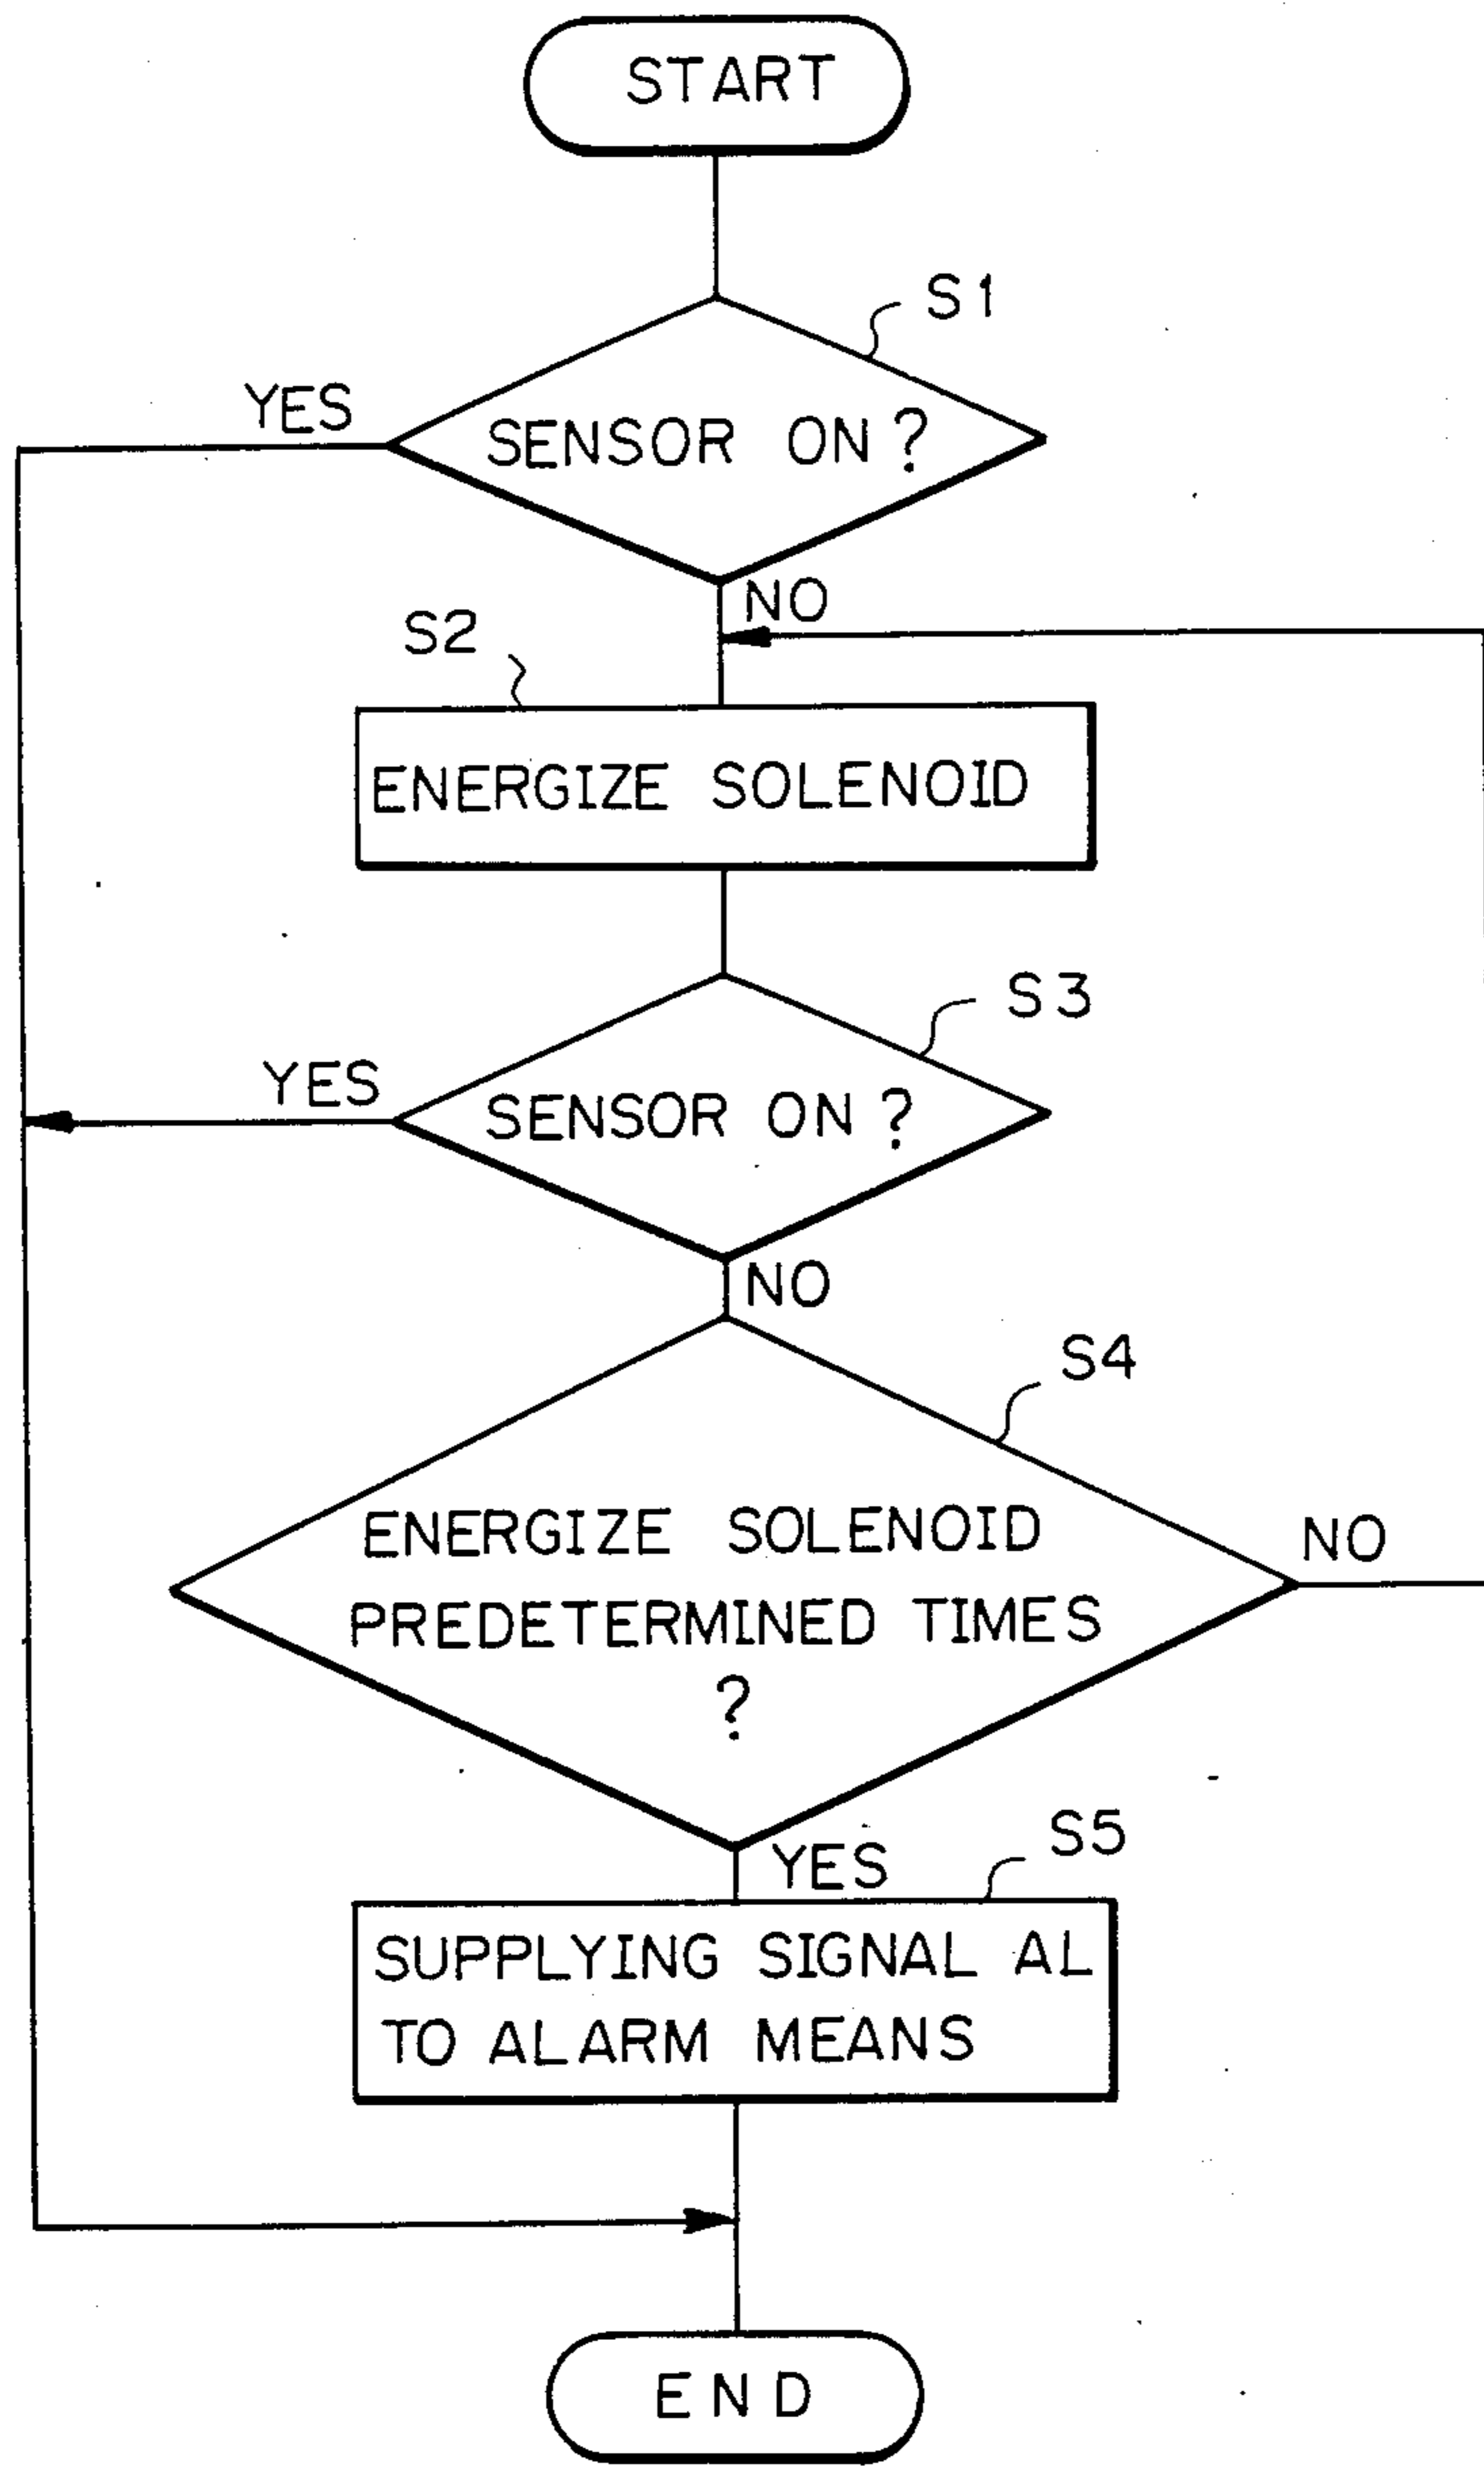 START
S1
YES
SENSOR ON?
NO
S2
ENERGIZE SOLENOID
S3
YES
SENSOR ON?
NO
S4
ENERGIZE SOLENOID
PREDETERMINED TIMES
?
NO
YES
S5
SUPPLYING SIGNAL AL
TO ALARM MEANS
END